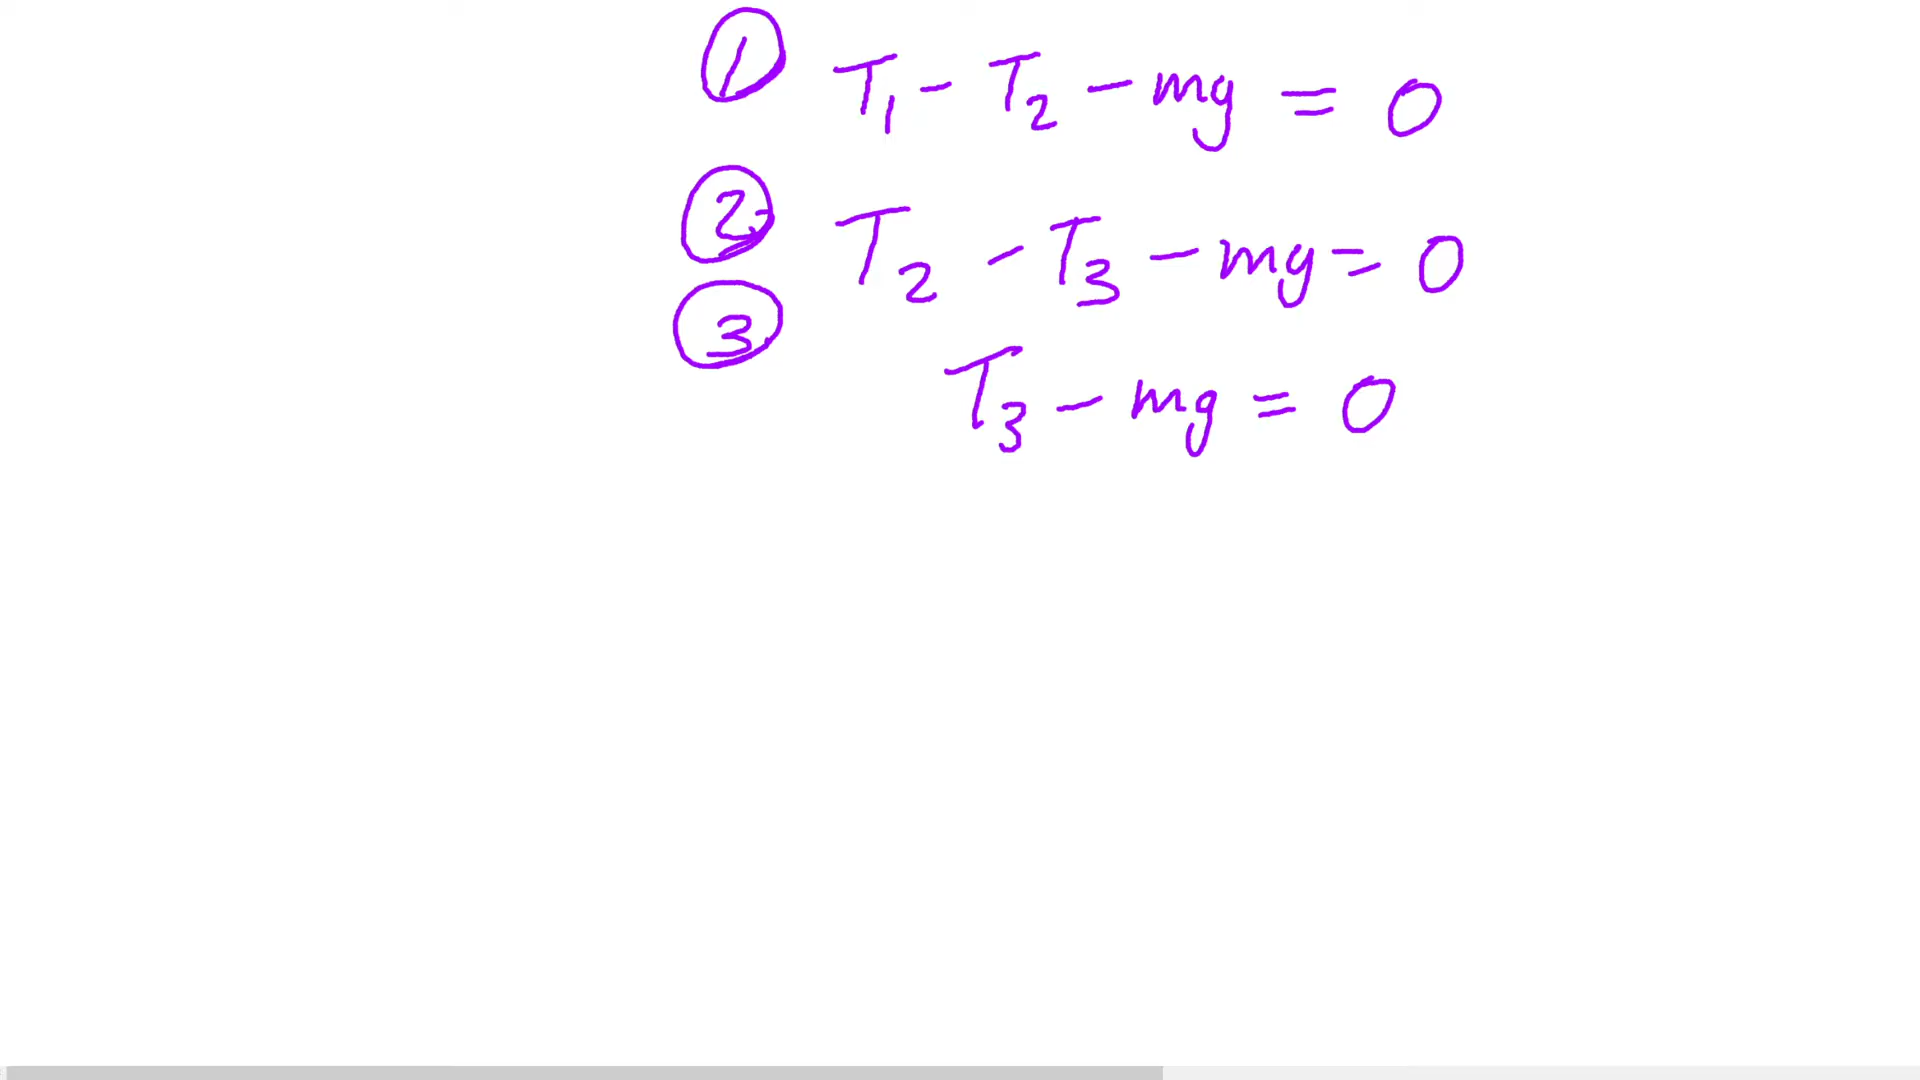 ① T₁ - T₂ - mg = 0
② T₂ - T₃ - mg = 0
③ T₃ - mg = 0